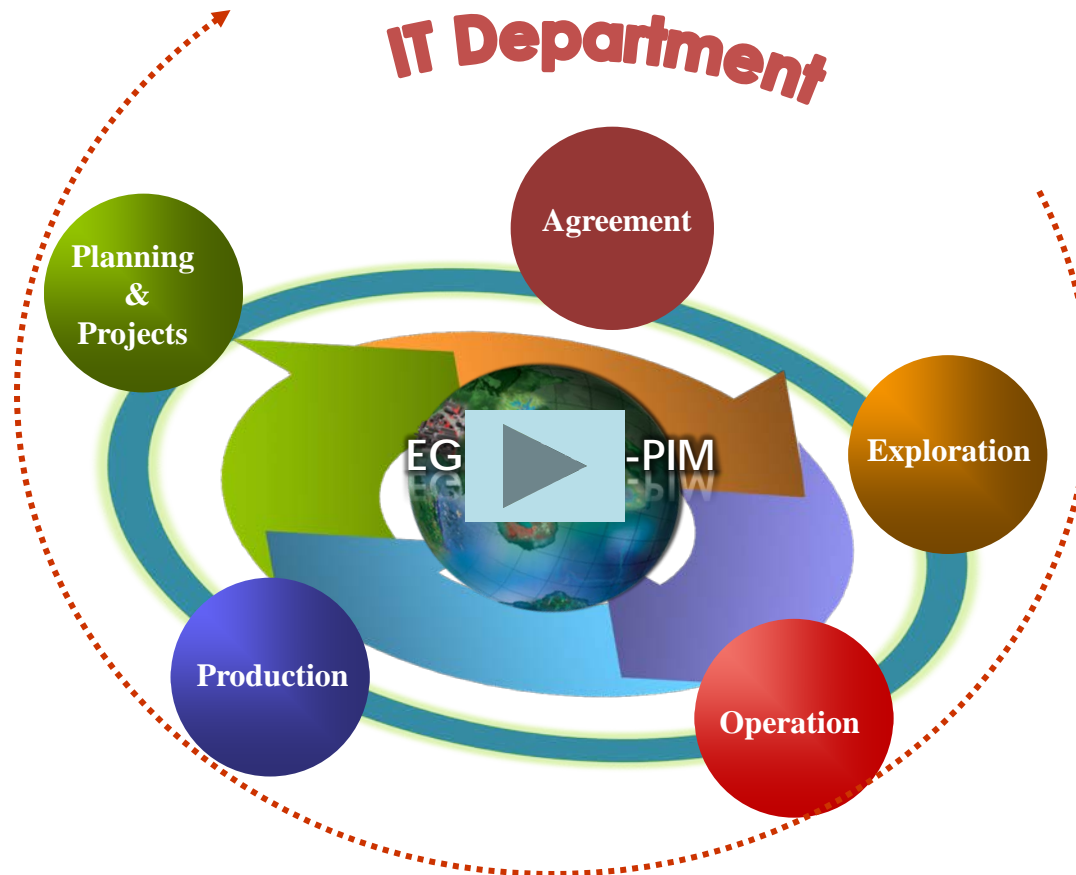 IT Department
Agreement
Planning
&
Projects
Exploration
EG -PIM
Production
Operation